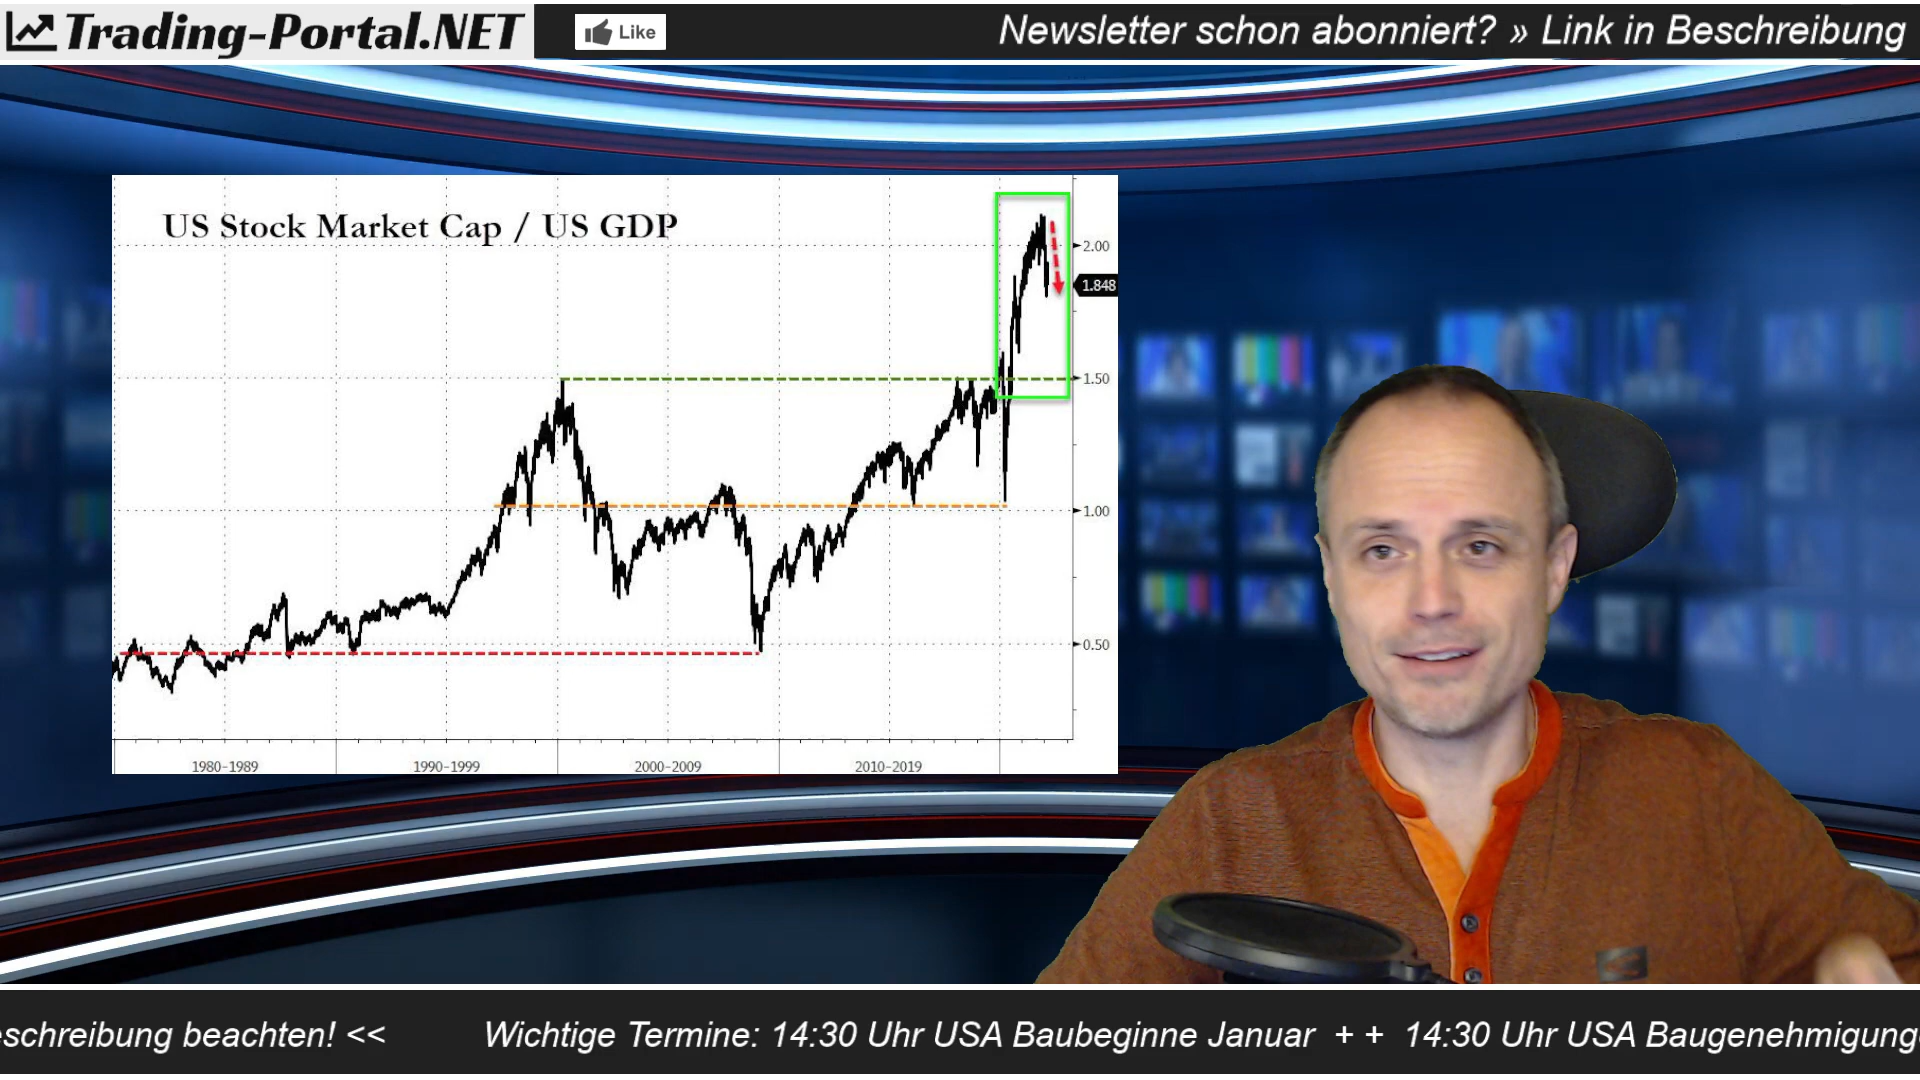 Trading-Portal.NET
Like
Newsletter schon abonniert? » Link in Beschreibung
US Stock Market Cap / US GDP
2.00
1.848
1.50
1.00
0.50
1980-1989 1990-1999 2000-2009 2010-2019
eschreibung beachten! << Wichtige Termine: 14:30 Uhr USA Baubeginne Januar + + 14:30 Uhr USA Baugenehmigung